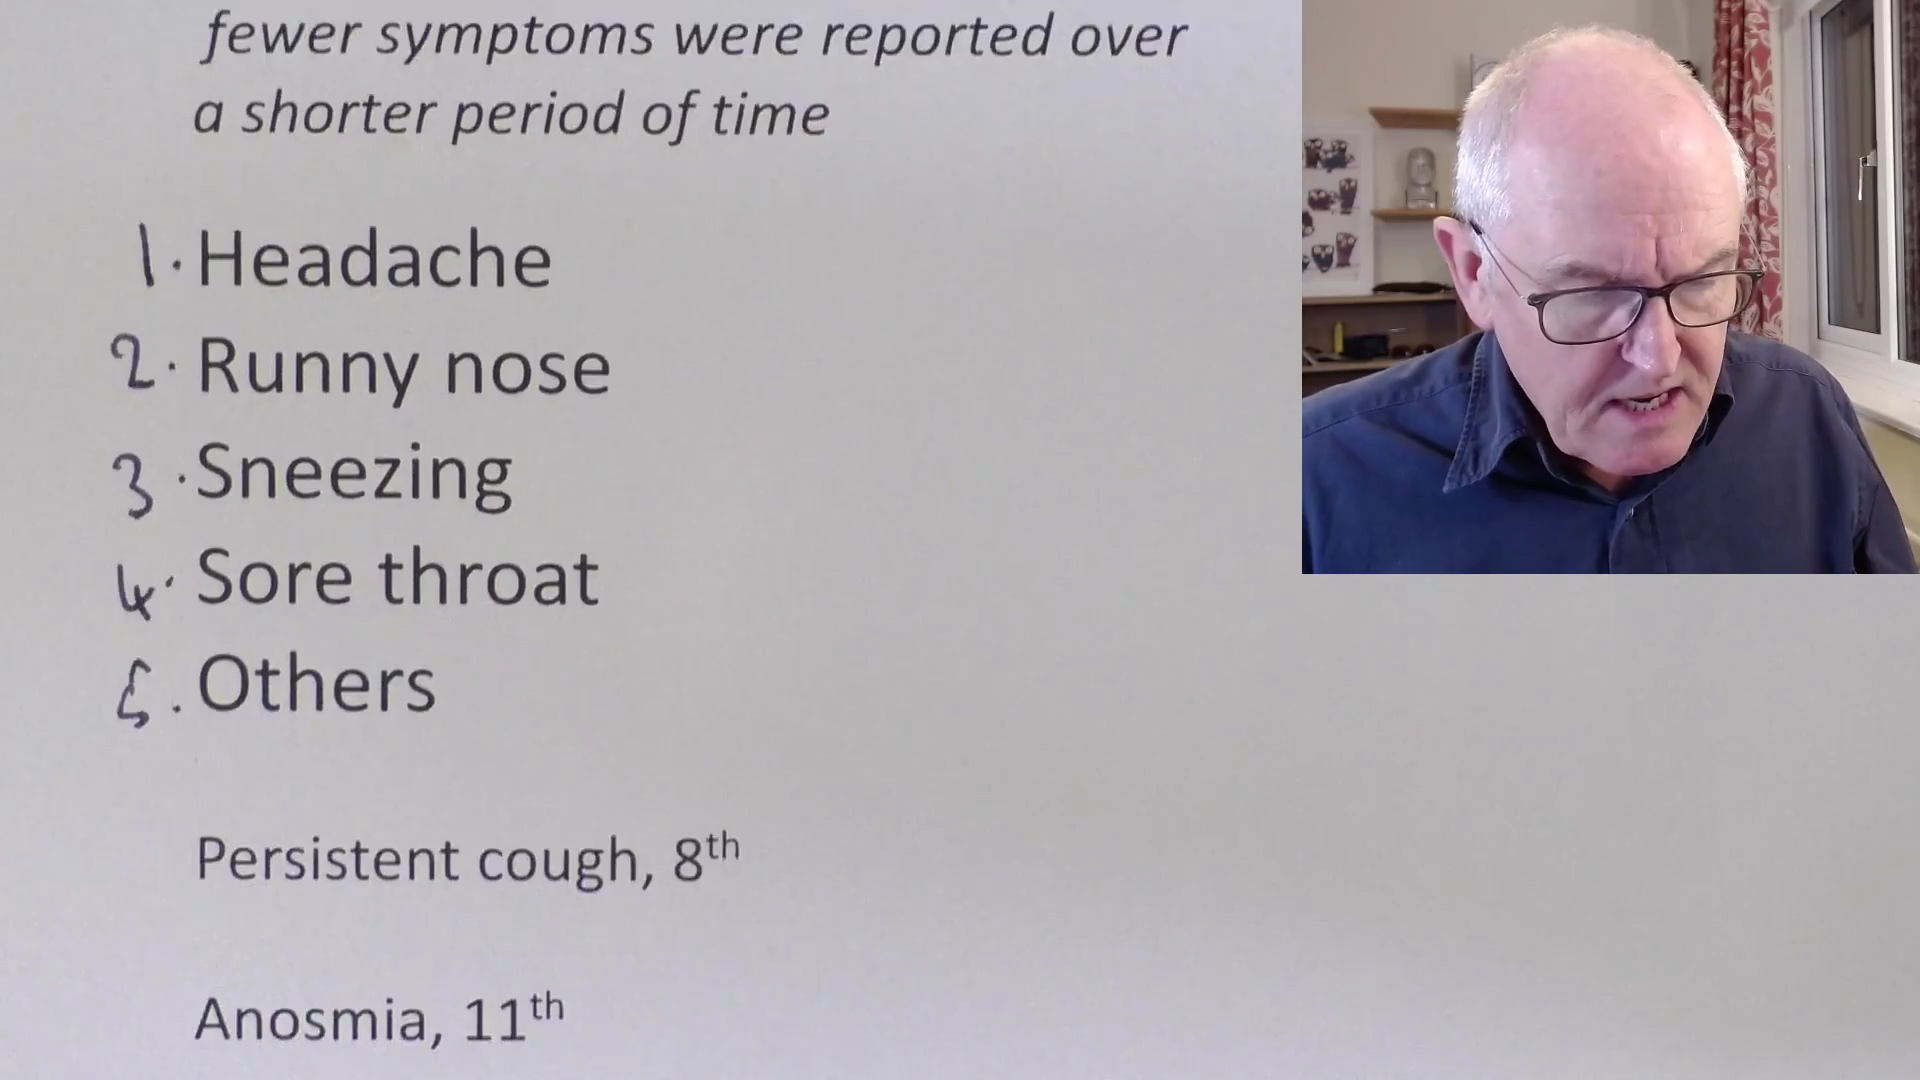 fewer symptoms were reported over
a shorter period of time
1. Headache
2. Runny nose
3. Sneezing
4. Sore throat
5. Others
Persistent cough, 8th
Anosmia, 11th